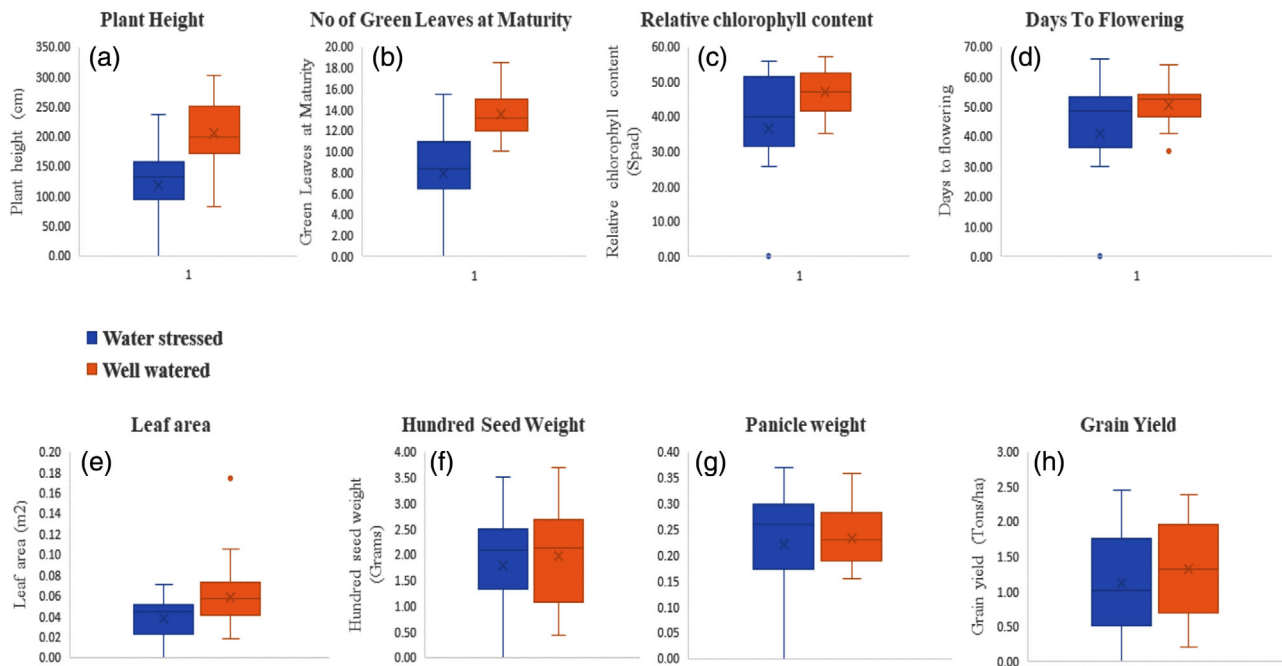 Plant Height
(a)
350.00
300.00
250.00
200.00
150.00
100.00
50.00
0.00
Plant height (cm)
1
No of Green Leaves at Maturity
(b)
20.00
18.00
16.00
14.00
12.00
10.00
8.00
6.00
4.00
2.00
0.00
Green Leaves at Maturity
Relative chlorophyll content
(c)
60.00
50.00
40.00
30.00
20.00
10.00
0.00
Relative chlorophyll content
(Spad)
1
Days To Flowering
(d)
70.00
60.00
50.00
40.00
30.00
20.00
10.00
0.00
Days to flowering
1
Water stressed
Well watered
Leaf area
(e)
0.20
0.18
0.16
0.14
0.12
0.10
0.08
0.06
0.04
0.02
0.00
Leaf area (m2)
Hundred Seed Weight
(f)
4.00
3.50
3.00
2.50
2.00
1.50
1.00
0.50
0.00
Hundred seed weight
(Grams)
Panicle weight
(g)
0.40
0.35
0.30
0.25
0.20
0.15
0.10
0.05
0.00
Grain Yield
(h)
3.00
2.50
2.00
1.50
1.00
0.50
0.00
Grain yield (Tons/ha)